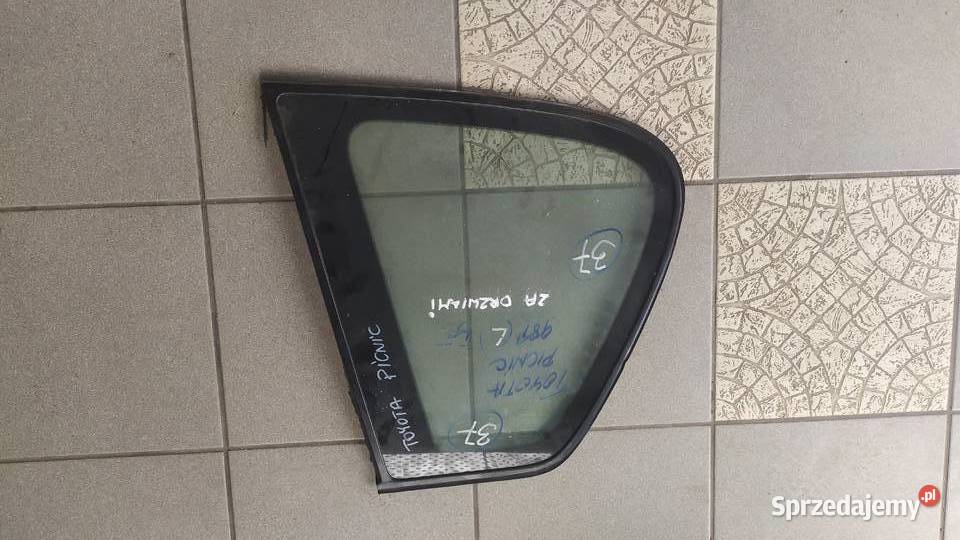 TOYOTA PICNIC
37
TOYOTA
PICNIC
98r
L
ZA DRZWIAMI
37
Sprzedajemy.pl